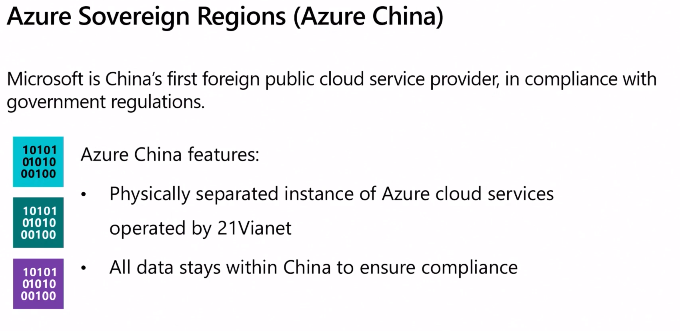 Azure Sovereign Regions (Azure China)
Microsoft is China's first foreign public cloud service provider, in compliance with
government regulations.
10101
01010
00100
Azure China features:
• Physically separated instance of Azure cloud services
10101
01010
00100
operated by 21Vianet
10101
01010
00100
• All data stays within China to ensure compliance